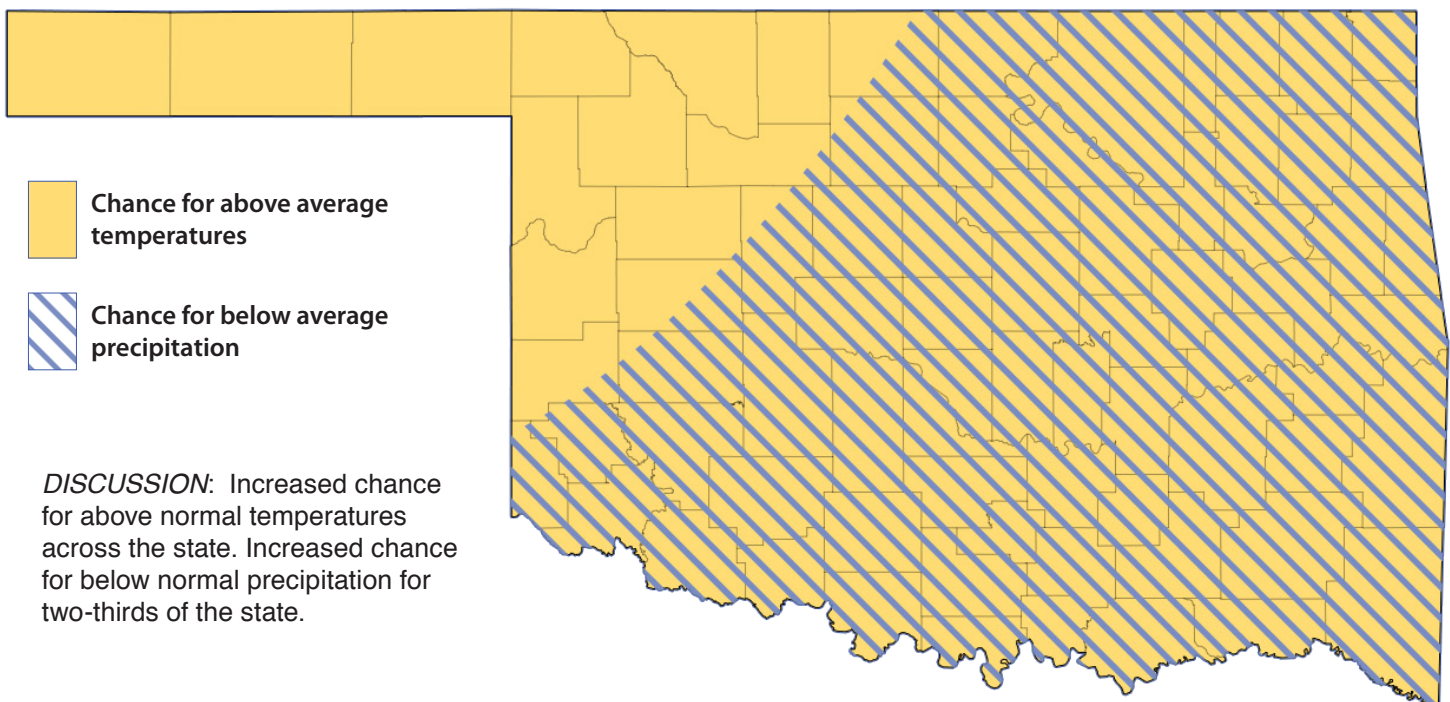 Chance for above average
temperatures
Chance for below average
precipitation
DISCUSSION:  Increased chance
for above normal temperatures
across the state. Increased chance
for below normal precipitation for
two-thirds of the state.